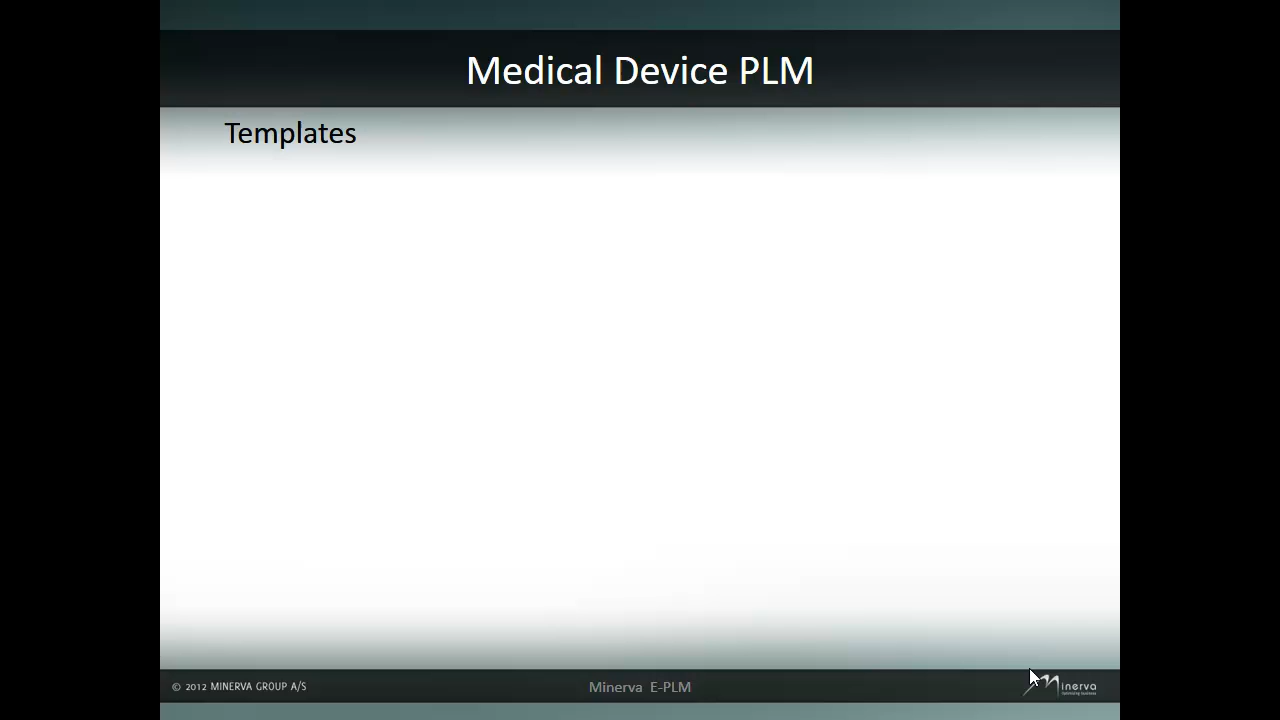 Medical Device PLM
Templates
© 2012 MINERVA GROUP A/S
Minerva E-PLM
Minerva